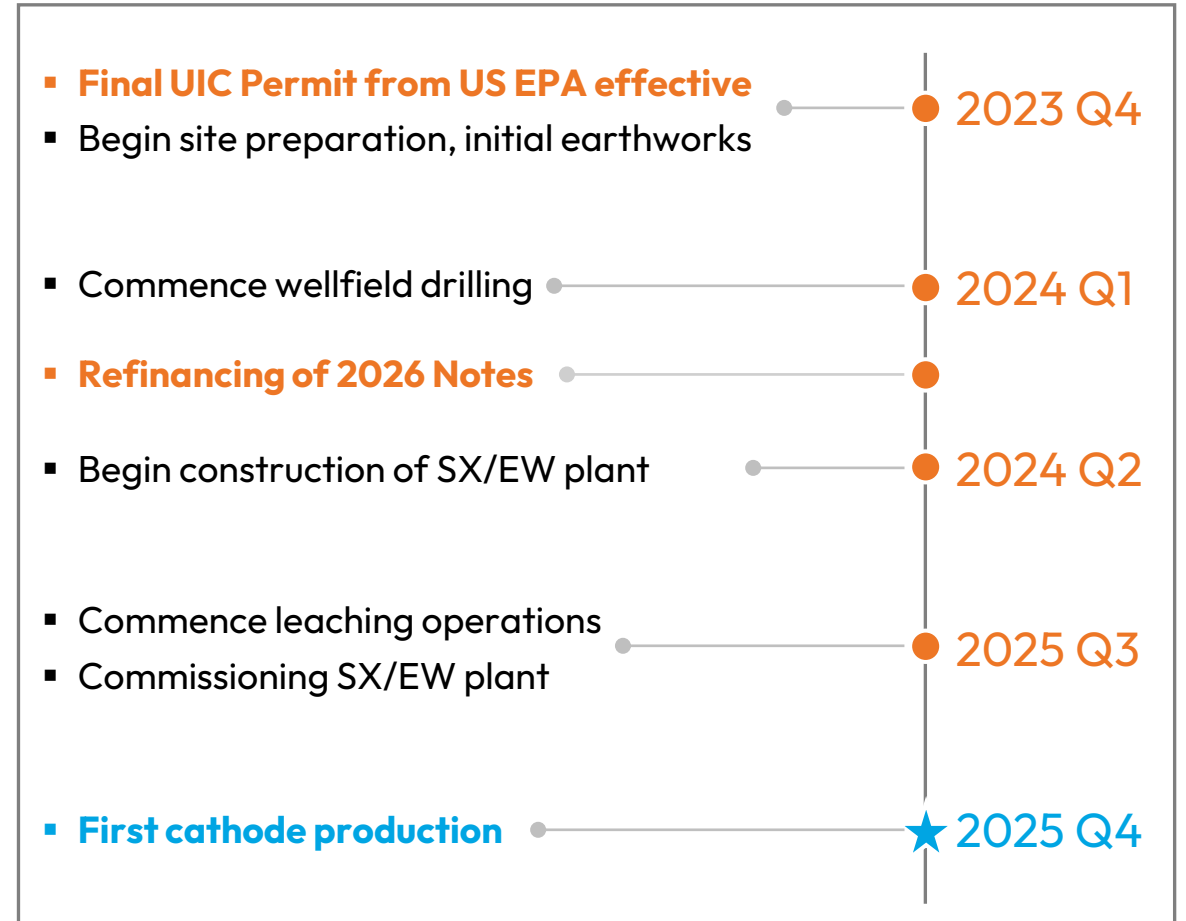 ▪ Final UIC Permit from US EPA effective
▪ Begin site preparation, initial earthworks
2023 Q4
▪ Commence wellfield drilling
2024 Q1
▪ Refinancing of 2026 Notes
▪ Begin construction of SX/EW plant
2024 Q2
▪ Commence leaching operations
▪ Commissioning SX/EW plant
2025 Q3
▪ First cathode production
2025 Q4